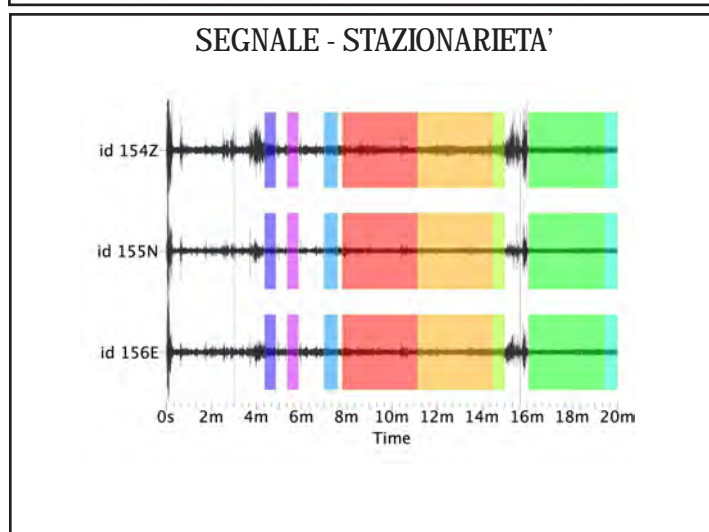 SEGNALE - STAZIONARIETA'
id 154Z
id 155N
id 156E
0s 2m 4m 6m 8m 10m 12m 14m 16m 18m 20m
Time